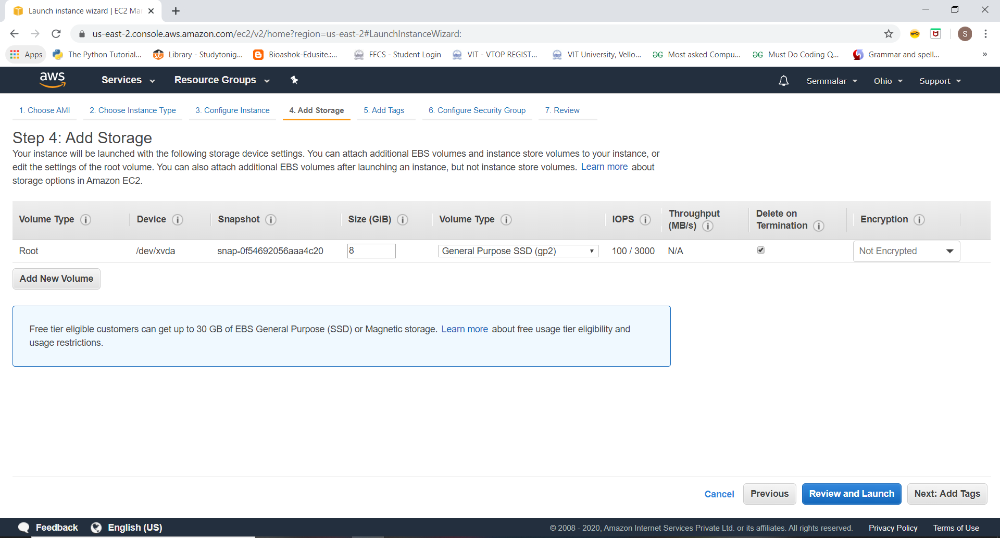 Launch instance wizard | EC2 Mar
us-east-2.console.aws.amazon.com/ec2/v2/home?region=us-east-2#LaunchInstanceWizard:
S
Apps The Python Tutorial... Library - Studytonig... Bioashok-Edusite:... FFCS - Student Login VIT - VTOP REGIST... VIT University, Vello... Most asked Compu... Must Do Coding Q... Grammar and spell... »
aws Services Resource Groups Semmalar Ohio Support
1. Choose AMI 2. Choose Instance Type 3. Configure Instance 4. Add Storage 5. Add Tags 6. Configure Security Group 7. Review
Step 4: Add Storage
Your instance will be launched with the following storage device settings. You can attach additional EBS volumes and instance store volumes to your instance, or
edit the settings of the root volume. You can also attach additional EBS volumes after launching an instance, but not instance store volumes. Learn more about
storage options in Amazon EC2.
Volume Type i Device i Snapshot i Size (GiB) i Volume Type i IOPS i Throughput (MB/s) i Delete on Termination i Encryption i
Root /dev/xvda snap-0f54692056aaa4c20 8 General Purpose SSD (gp2) 100 / 3000 N/A Not Encrypted
Add New Volume
Free tier eligible customers can get up to 30 GB of EBS General Purpose (SSD) or Magnetic storage. Learn more about free usage tier eligibility and
usage restrictions.
Cancel Previous Review and Launch Next: Add Tags
Feedback English (US) © 2008 - 2020, Amazon Internet Services Private Ltd. or its affiliates. All rights reserved. Privacy Policy Terms of Use